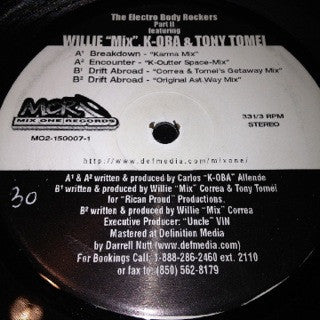 The Electro Body Rockers
Part II
featuring
WILLIE "Mix", K-OBA & TONY TOMEI
A¹ Breakdown - "Karma Mix"
A² Encounter - "K-Outter Space-Mix"
B¹ Drift Abroad - "Correa & Tomei's Getaway Mix"
B² Drift Abroad - "Original Ast Way Mix"
MORD
MIX ONE RECORDS
MO2-150007-1
33 1/3 RPM
STEREO
http://www.defmedia.com/mixone/
30
A¹ & A² written & produced by Carlos "K-OBA" Allende
B¹ written & produced by Willie "Mix" Correa & Tony Tomei
for "Rican Proud" Productions.
B² written & produced by Willie "Mix" Correa
Executive Producer: "Uncle" VIN
Mastered at Definition Media
by Darrell Nutt (www.defmedia.com)
For Bookings Call: 1-888-286-2460 ext. 2110
or fax to: (850) 562-8179